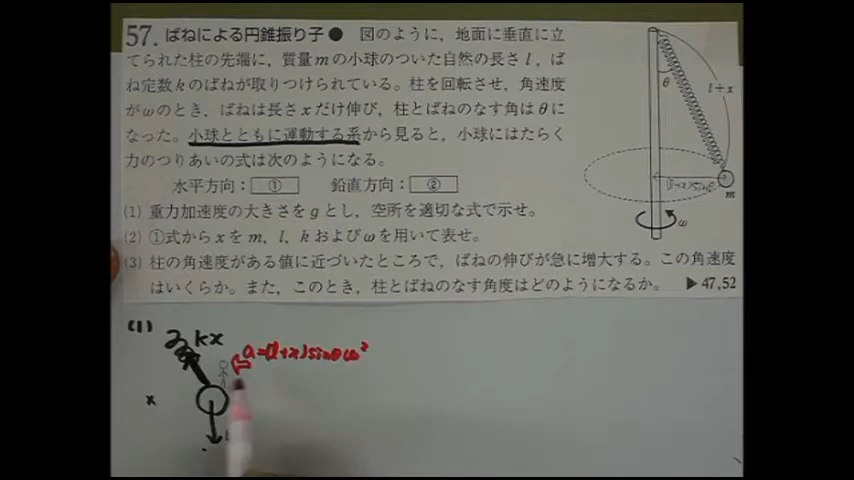 57. ばねによる円錐振り子 ● 図のように，地面に垂直に立
てられた柱の先端に，質量mの小球のついた自然の長さl，ば
ね定数kのばねが取りつけられている。柱を回転させ，角速度
がωのとき，ばねは長さxだけ伸び，柱とばねのなす角はθに
なった。小球とともに運動する系から見ると，小球にはたらく
力のつりあいの式は次のようになる。
水平方向：① 鉛直方向：②
(1) 重力加速度の大きさをgとし，空所を適切な式で示せ。
(2) ①式からxをm，l，kおよびωを用いて表せ。
(3) 柱の角速度がある値に近づいたところで，ばねの伸びが急に増大する。この角速度
はいくらか。また，このとき，柱とばねのなす角度はどのようになるか。 ▶47,52
θ
l+x
(l+x)sinθ
m
ω
(1)
kx
a=(l+x)sinθω²
x